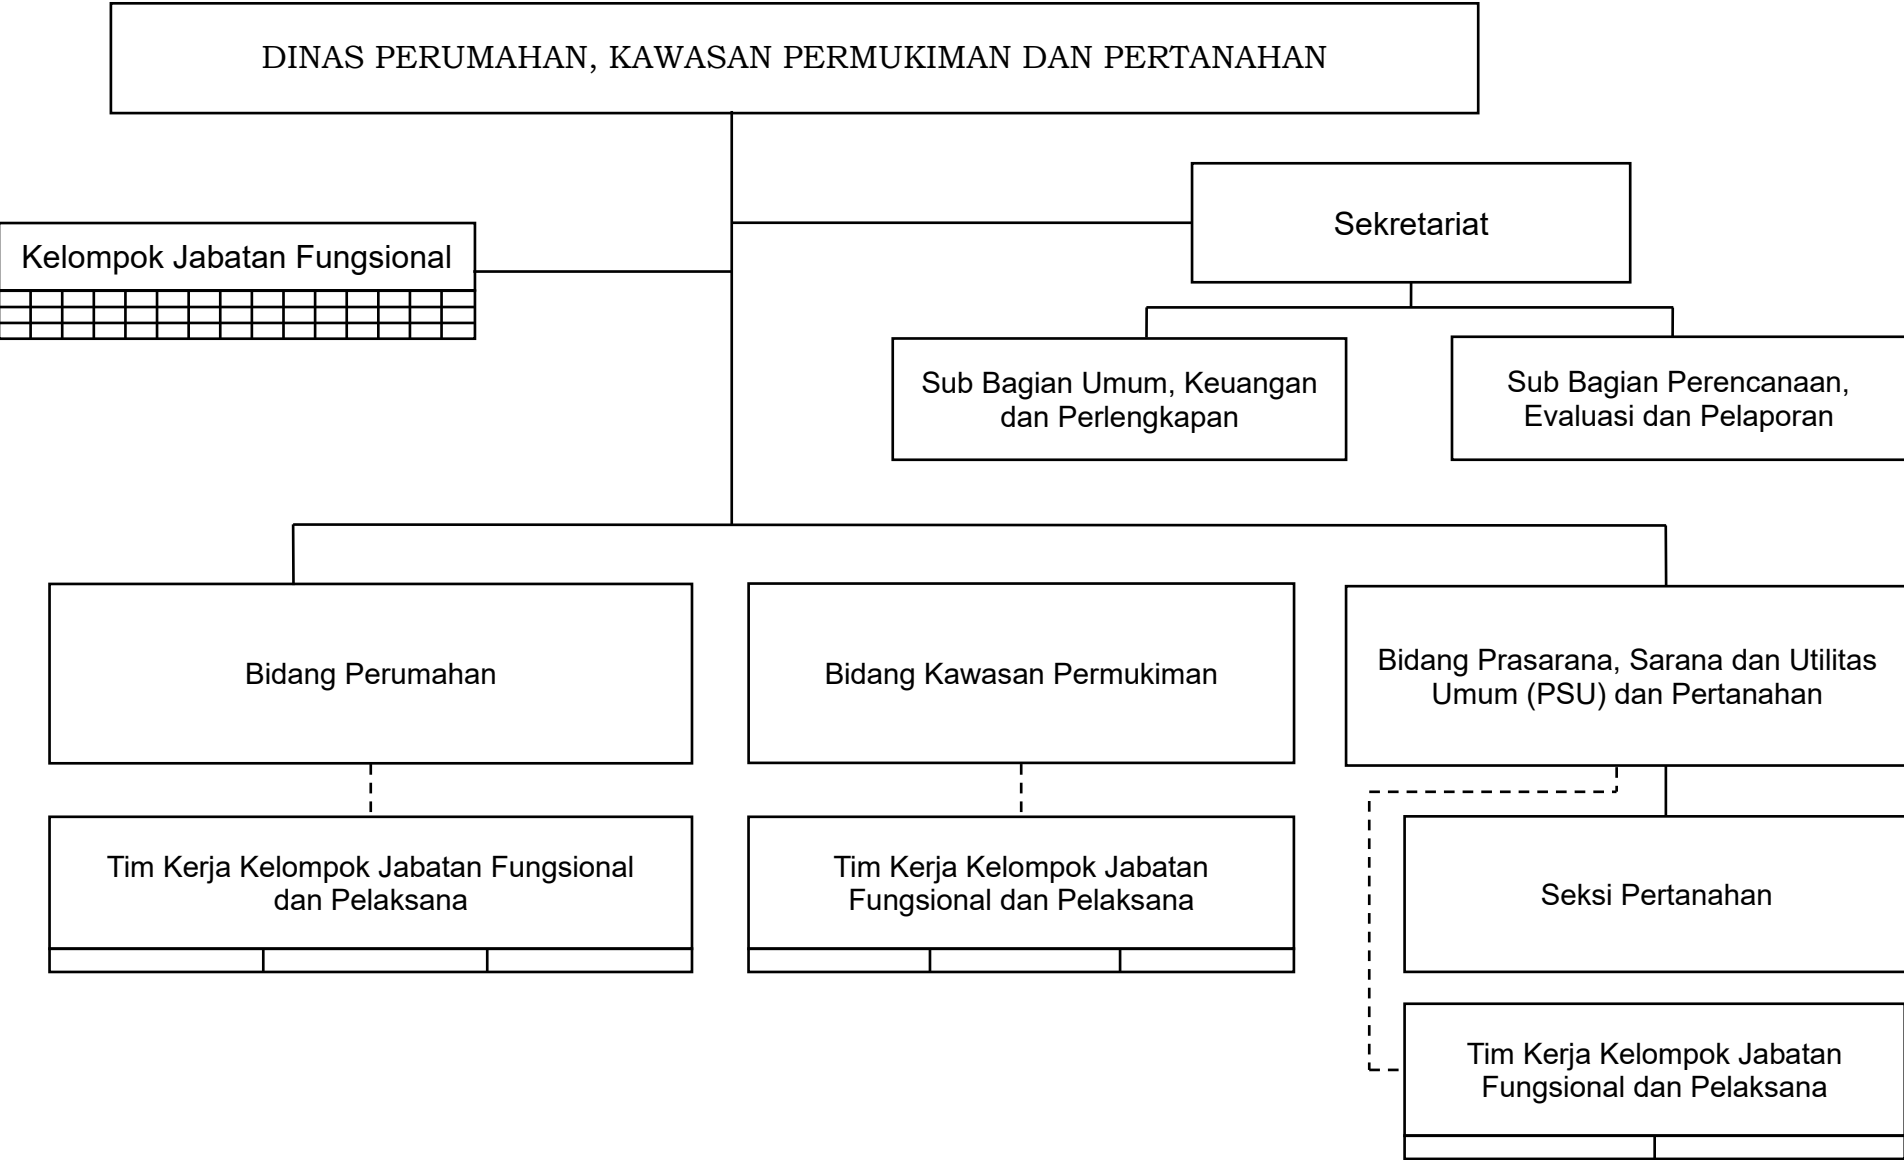 DINAS PERUMAHAN, KAWASAN PERMUKIMAN DAN PERTANAHAN
Sekretariat
Kelompok Jabatan Fungsional
Sub Bagian Umum, Keuangan
dan Perlengkapan
Sub Bagian Perencanaan,
Evaluasi dan Pelaporan
Bidang Perumahan
Bidang Kawasan Permukiman
Bidang Prasarana, Sarana dan Utilitas
Umum (PSU) dan Pertanahan
Tim Kerja Kelompok Jabatan Fungsional
dan Pelaksana
Tim Kerja Kelompok Jabatan
Fungsional dan Pelaksana
Seksi Pertanahan
Tim Kerja Kelompok Jabatan
Fungsional dan Pelaksana